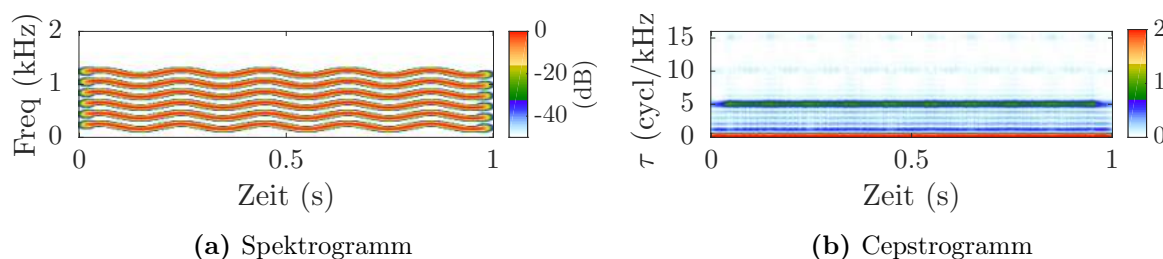 2
1
0
Freq (kHz)
0
0.5
1
Zeit (s)
0
-20
-40
(dB)
(a) Spektrogramm
15
10
5
0
τ (cycl/kHz)
0
0.5
1
Zeit (s)
2
1
0
(b) Cepstrogramm